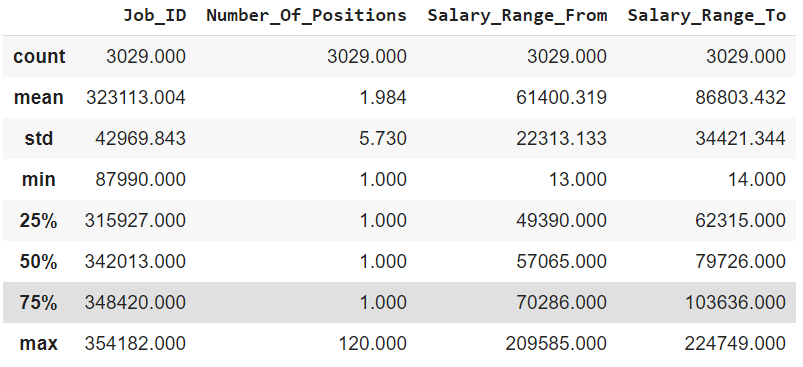 Job_ID Number_Of_Positions Salary_Range_From Salary_Range_To
count 3029.000 3029.000 3029.000 3029.000
mean 323113.004 1.984 61400.319 86803.432
std 42969.843 5.730 22313.133 34421.344
min 87990.000 1.000 13.000 14.000
25% 315927.000 1.000 49390.000 62315.000
50% 342013.000 1.000 57065.000 79726.000
75% 348420.000 1.000 70286.000 103636.000
max 354182.000 120.000 209585.000 224749.000